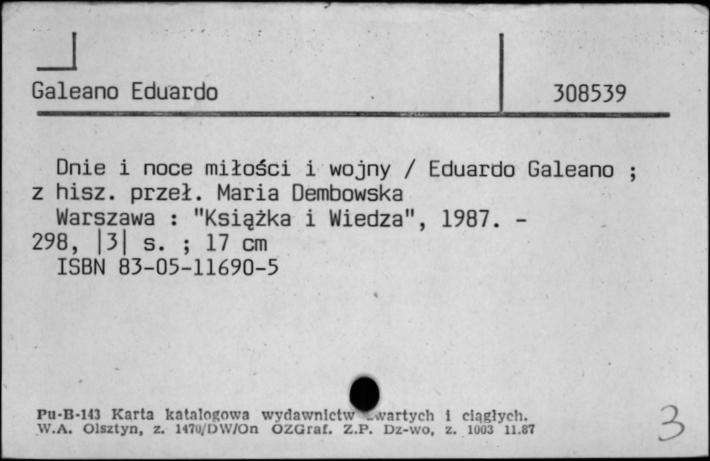 Galeano Eduardo 308539
Dnie i noce miłości i wojny / Eduardo Galeano ;
z hisz. przeł. Maria Dembowska
Warszawa : "Książka i Wiedza", 1987. -
298, |3| s. ; 17 cm
ISBN 83-05-11690-5
Pu-B-143 Karta katalogowa wydawnictw zwartych i ciągłych.
W.A. Olsztyn, z. 1470/DW/On OZGraf. Z.P. Dz-wo, z. 1003 11.87
3